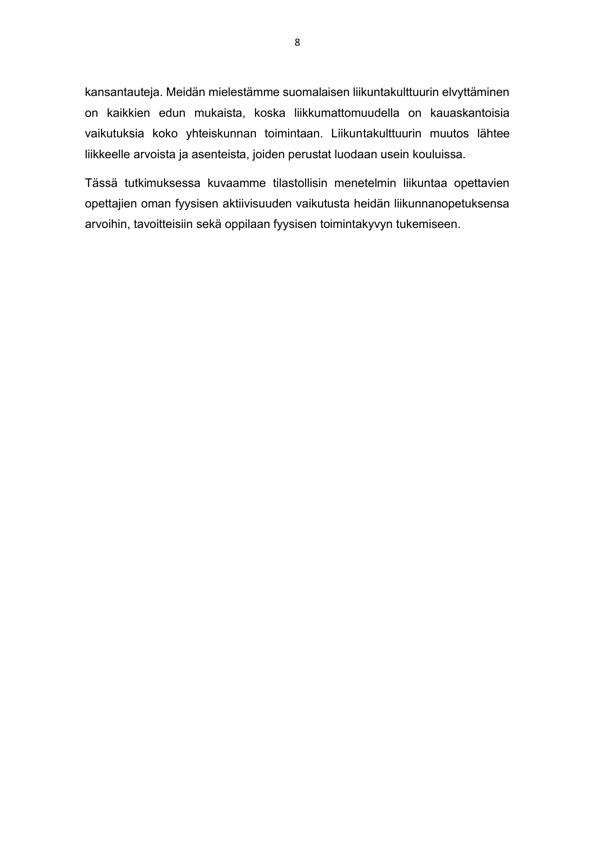 8
kansantauteja. Meidän mielestämme suomalaisen liikuntakulttuurin elvyttäminen
on kaikkien edun mukaista, koska liikkumattomuudella on kauaskantoisia
vaikutuksia koko yhteiskunnan toimintaan. Liikuntakulttuurin muutos lähtee
liikkeelle arvoista ja asenteista, joiden perustat luodaan usein kouluissa.
Tässä tutkimuksessa kuvaamme tilastollisin menetelmin liikuntaa opettavien
opettajien oman fyysisen aktiivisuuden vaikutusta heidän liikunnanopetuksensa
arvoihin, tavoitteisiin sekä oppilaan fyysisen toimintakyvyn tukemiseen.